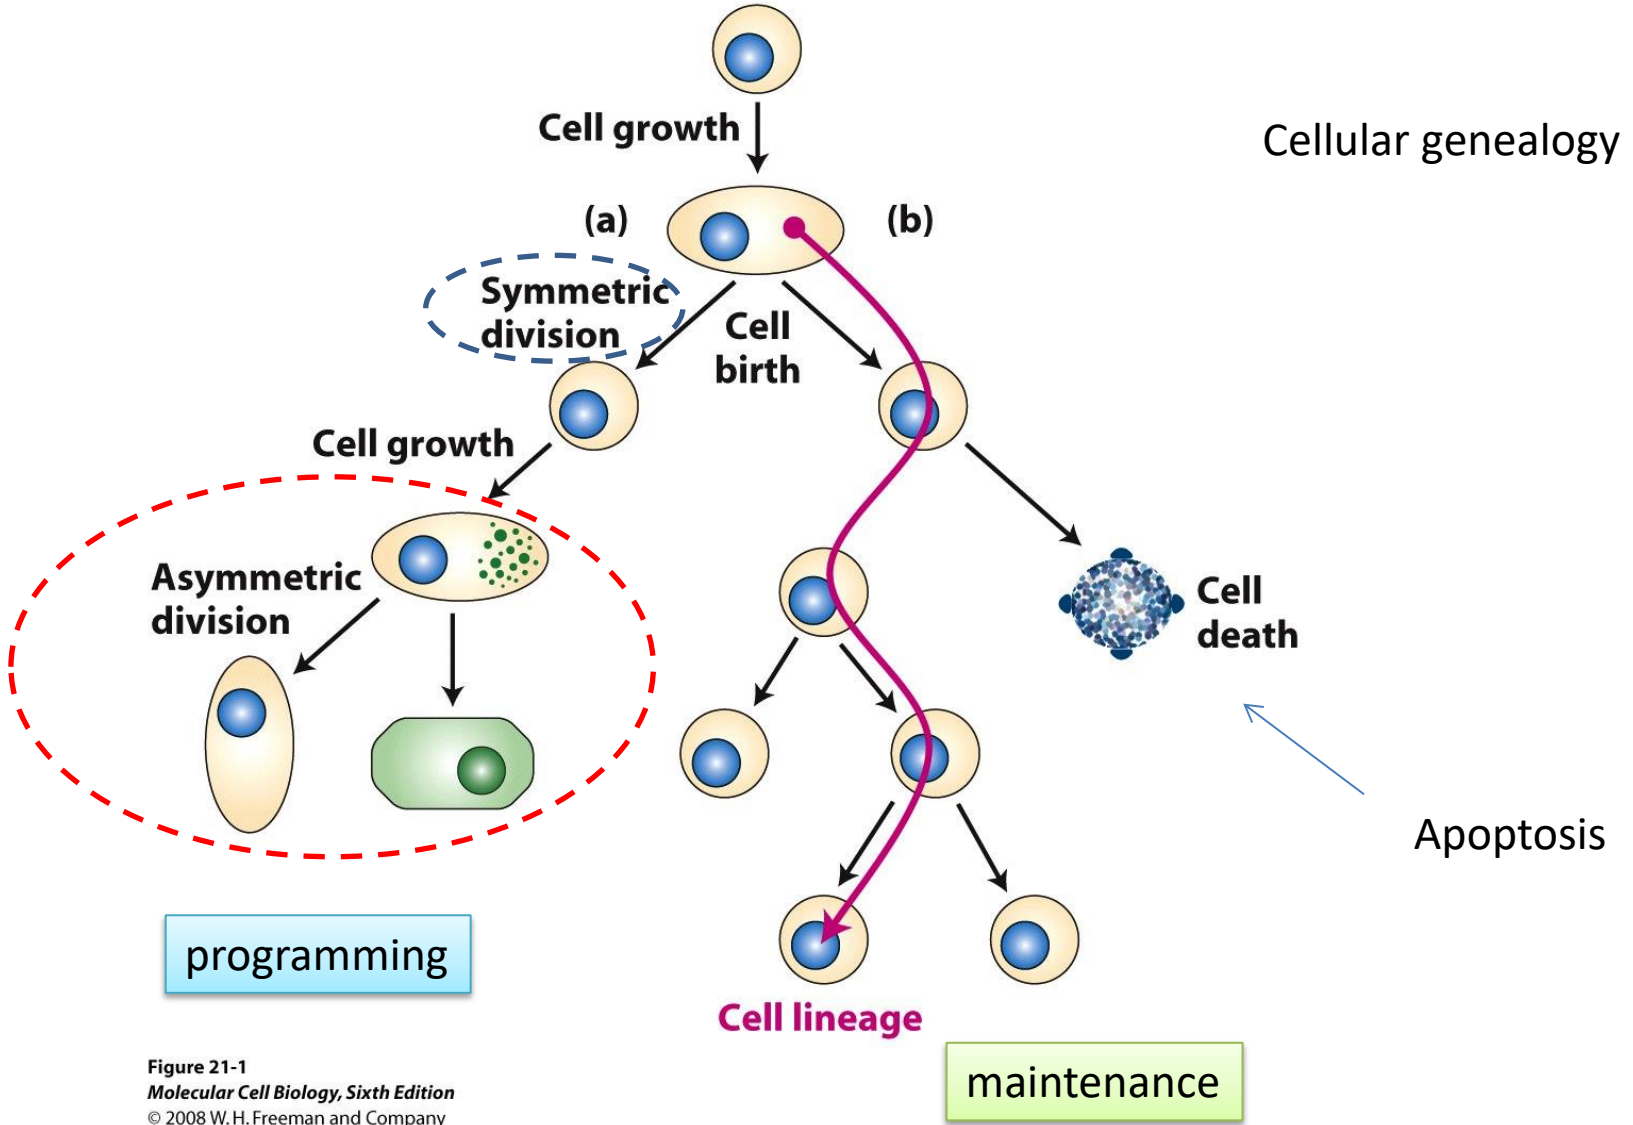 Cell growth
Cellular genealogy
(a)
(b)
Symmetric
division
Cell
birth
Cell growth
Asymmetric
division
Cell
death
Apoptosis
programming
Cell lineage
maintenance
Figure 21-1
Molecular Cell Biology, Sixth Edition
© 2008 W. H. Freeman and Company